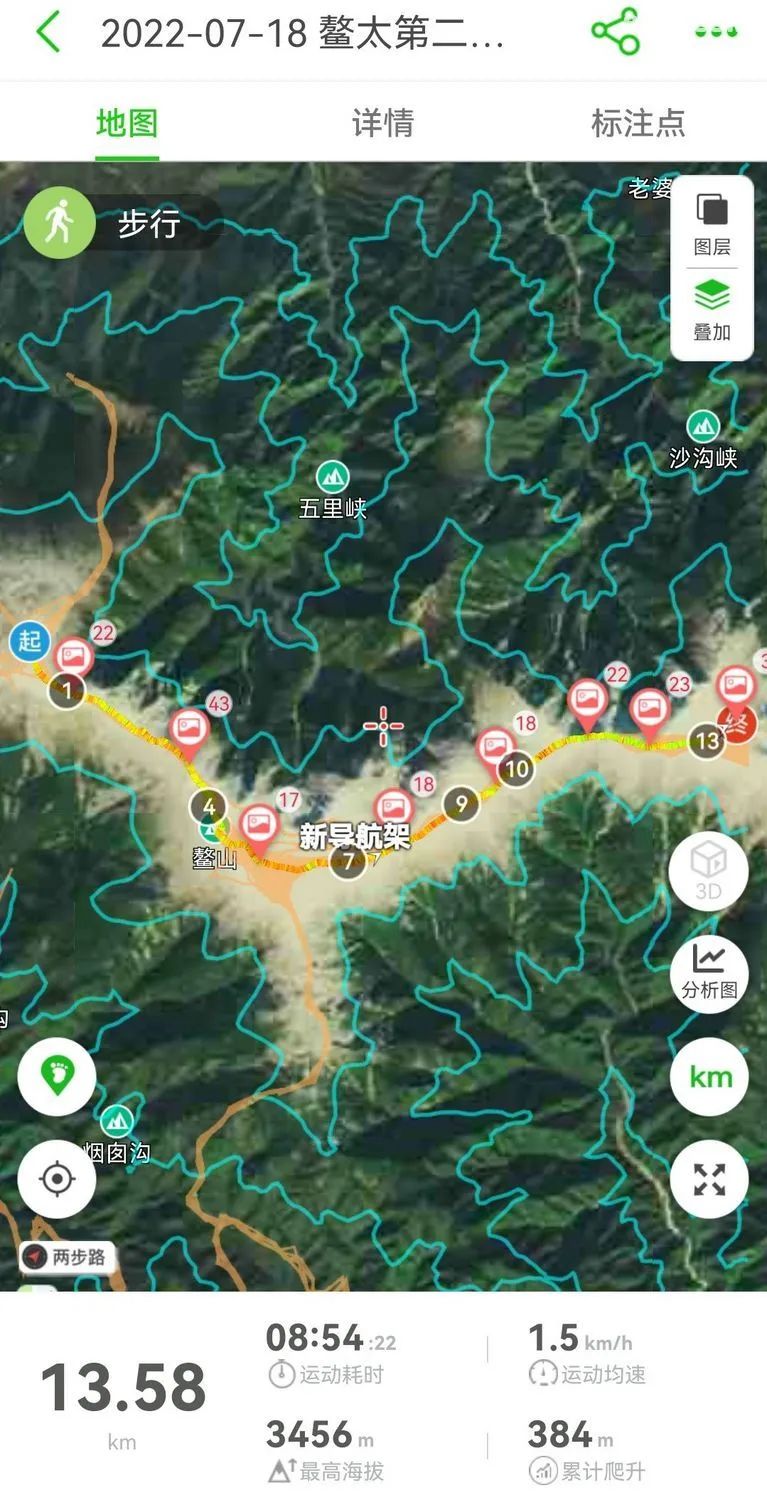 2022-07-18 鳌太第二...
地图
详情
标注点
步行
老婆
图层
叠加
沙沟峡
五里峡
起
22
1
43
22
23
3
终
13
18
10
4
17
18
9
新导航架
7
鳌山
3D
分析图
km
烟囱沟
两步路
13.58
km
08:54:22
运动耗时
1.5 km/h
运动均速
3456 m
最高海拔
384 m
累计爬升